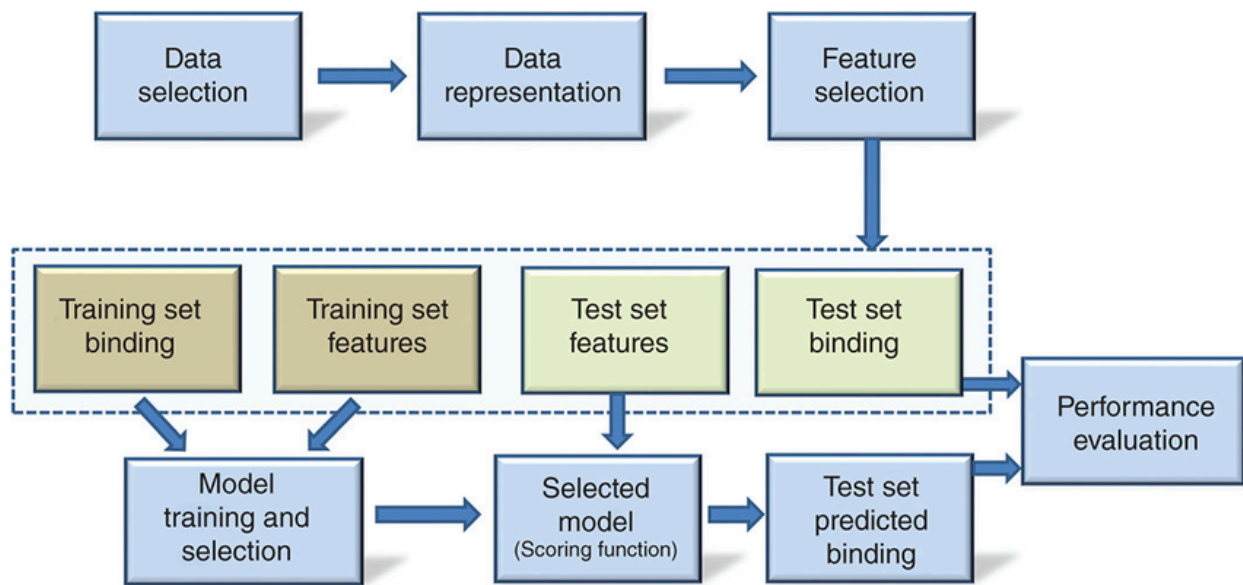 Data
selection
Data
representation
Feature
selection
Training set
binding
Training set
features
Test set
features
Test set
binding
Performance
evaluation
Model
training and
selection
Selected
model
(Scoring function)
Test set
predicted
binding